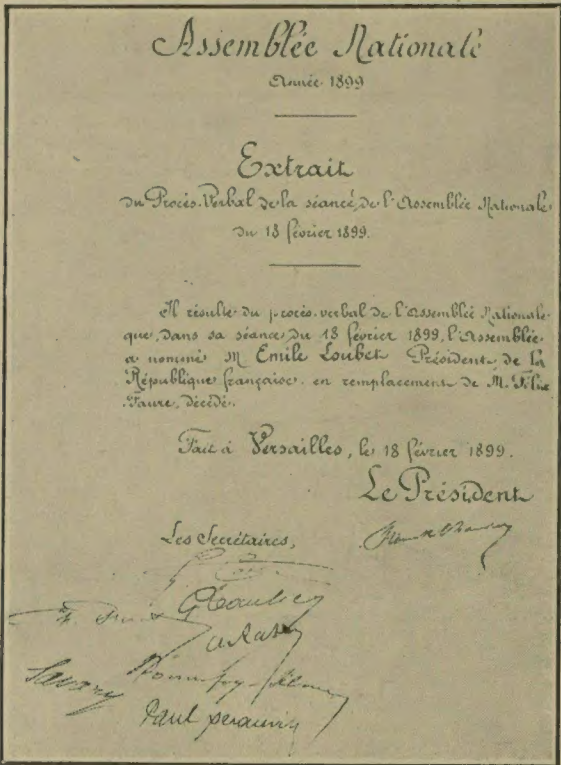 Assemblée Nationale
Année 1899
Extrait
du Procès-Verbal de la séance de l'Assemblée Nationale
du 18 février 1899.
Il résulte du procès-verbal de l'Assemblée Nationale
que, dans sa séance du 18 février 1899, l'Assemblée
a nommé M Emile Loubet Président de la
République française en remplacement de M. Félix
Faure, décédé.
Fait à Versailles, le 18 février 1899.
Le Président
Les Secrétaires,
Savary
Paul